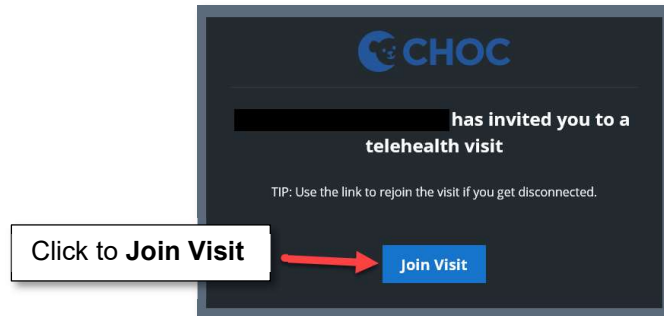 CHOC
has invited you to a
telehealth visit
TIP: Use the link to rejoin the visit if you get disconnected.
Click to Join Visit
Join Visit